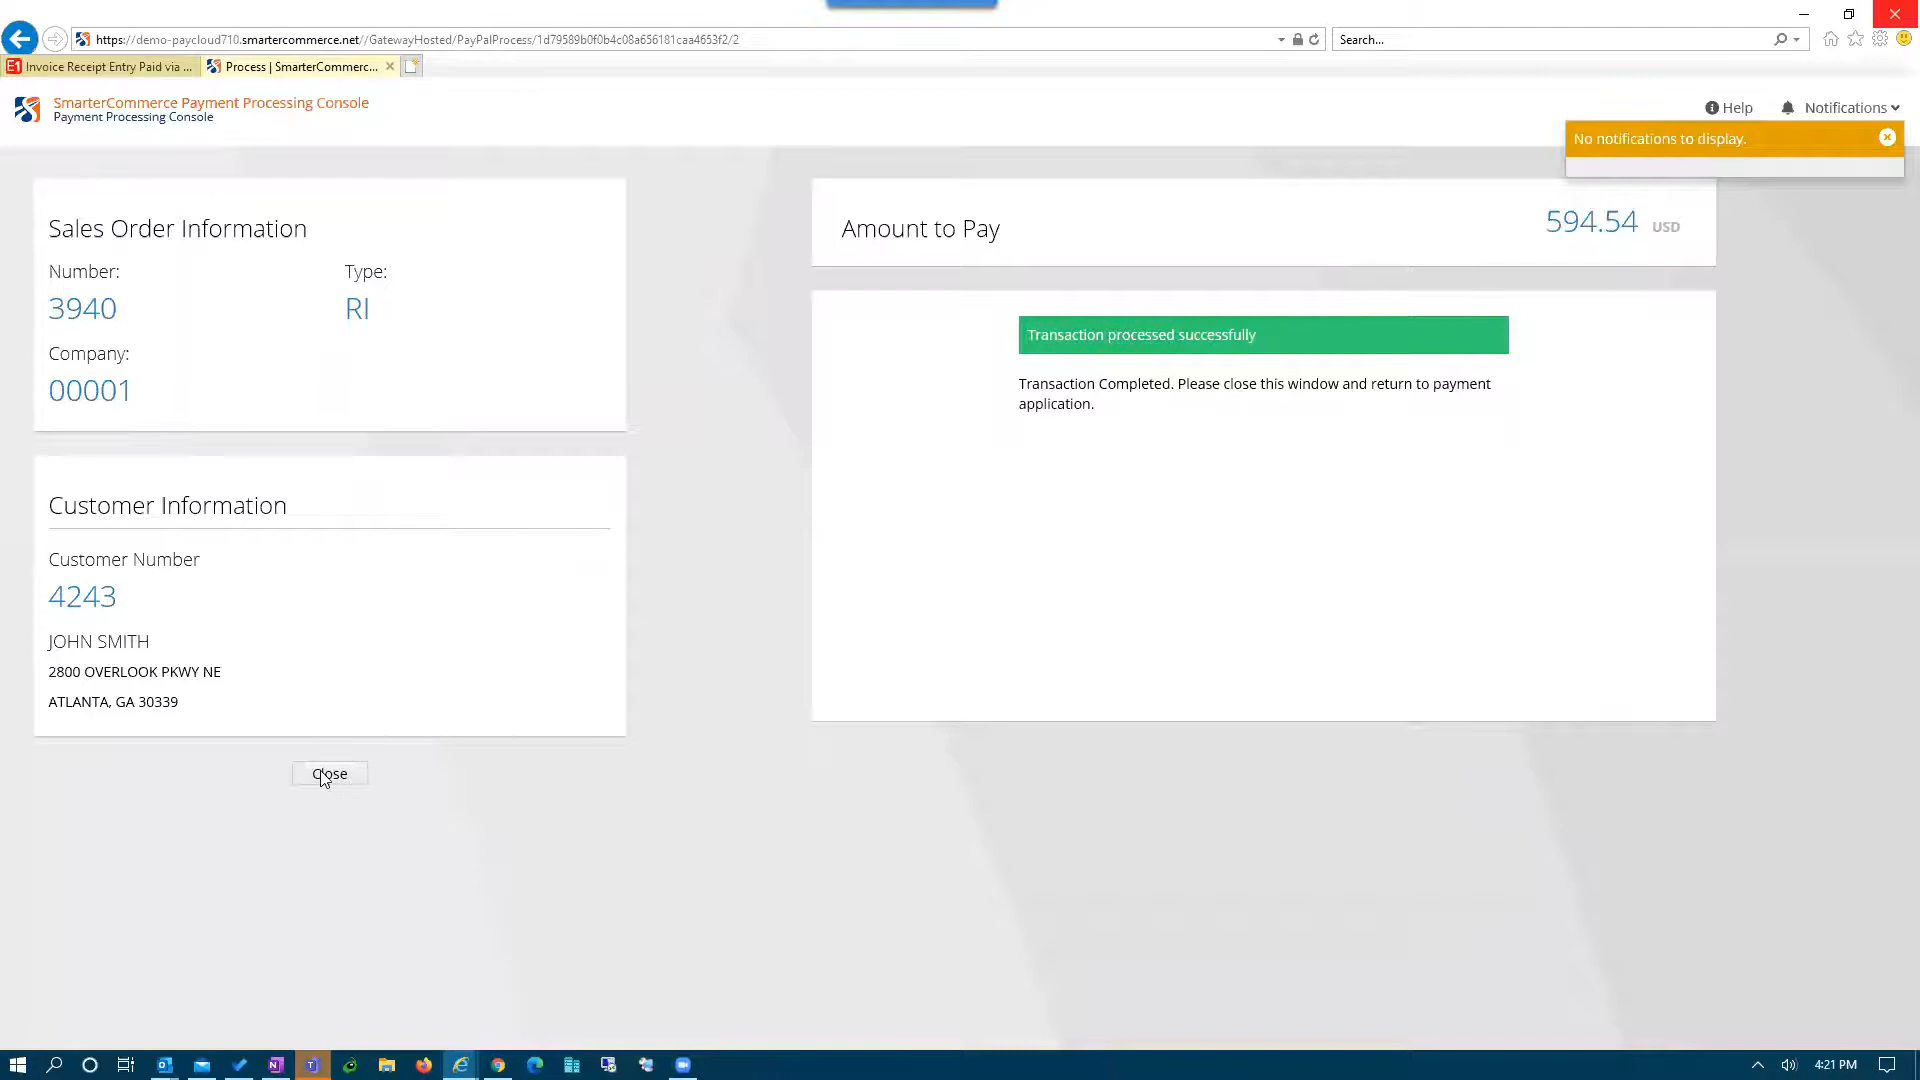 https://demo-paycloud710.smartercommerce.net//GatewayHosted/PayPalProcess/1d79589b0f0b4c08a656181caa4653f2/2
Search...
E1 Invoice Receipt Entry Paid via ...
Process | SmarterCommerc...
SmarterCommerce Payment Processing Console
Payment Processing Console
Help
Notifications
No notifications to display.
Sales Order Information
Number:
Type:
3940
RI
Company:
00001
Amount to Pay
594.54 USD
Transaction processed successfully
Transaction Completed. Please close this window and return to payment
application.
Customer Information
Customer Number
4243
JOHN SMITH
2800 OVERLOOK PKWY NE
ATLANTA, GA 30339
Close
4:21 PM